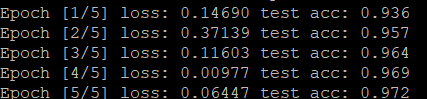 Epoch [1/5] loss: 0.14690 test acc: 0.936
Epoch [2/5] loss: 0.37139 test acc: 0.957
Epoch [3/5] loss: 0.11603 test acc: 0.964
Epoch [4/5] loss: 0.00977 test acc: 0.969
Epoch [5/5] loss: 0.06447 test acc: 0.972